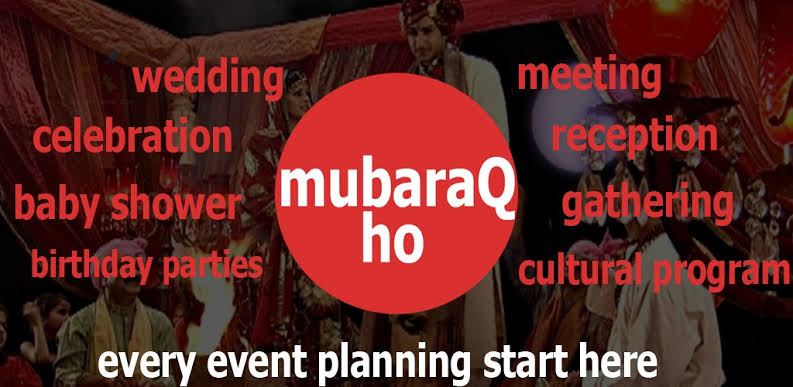 wedding
celebration
baby shower
birthday parties
mubaraQ
ho
meeting
reception
gathering
cultural program
every event planning start here